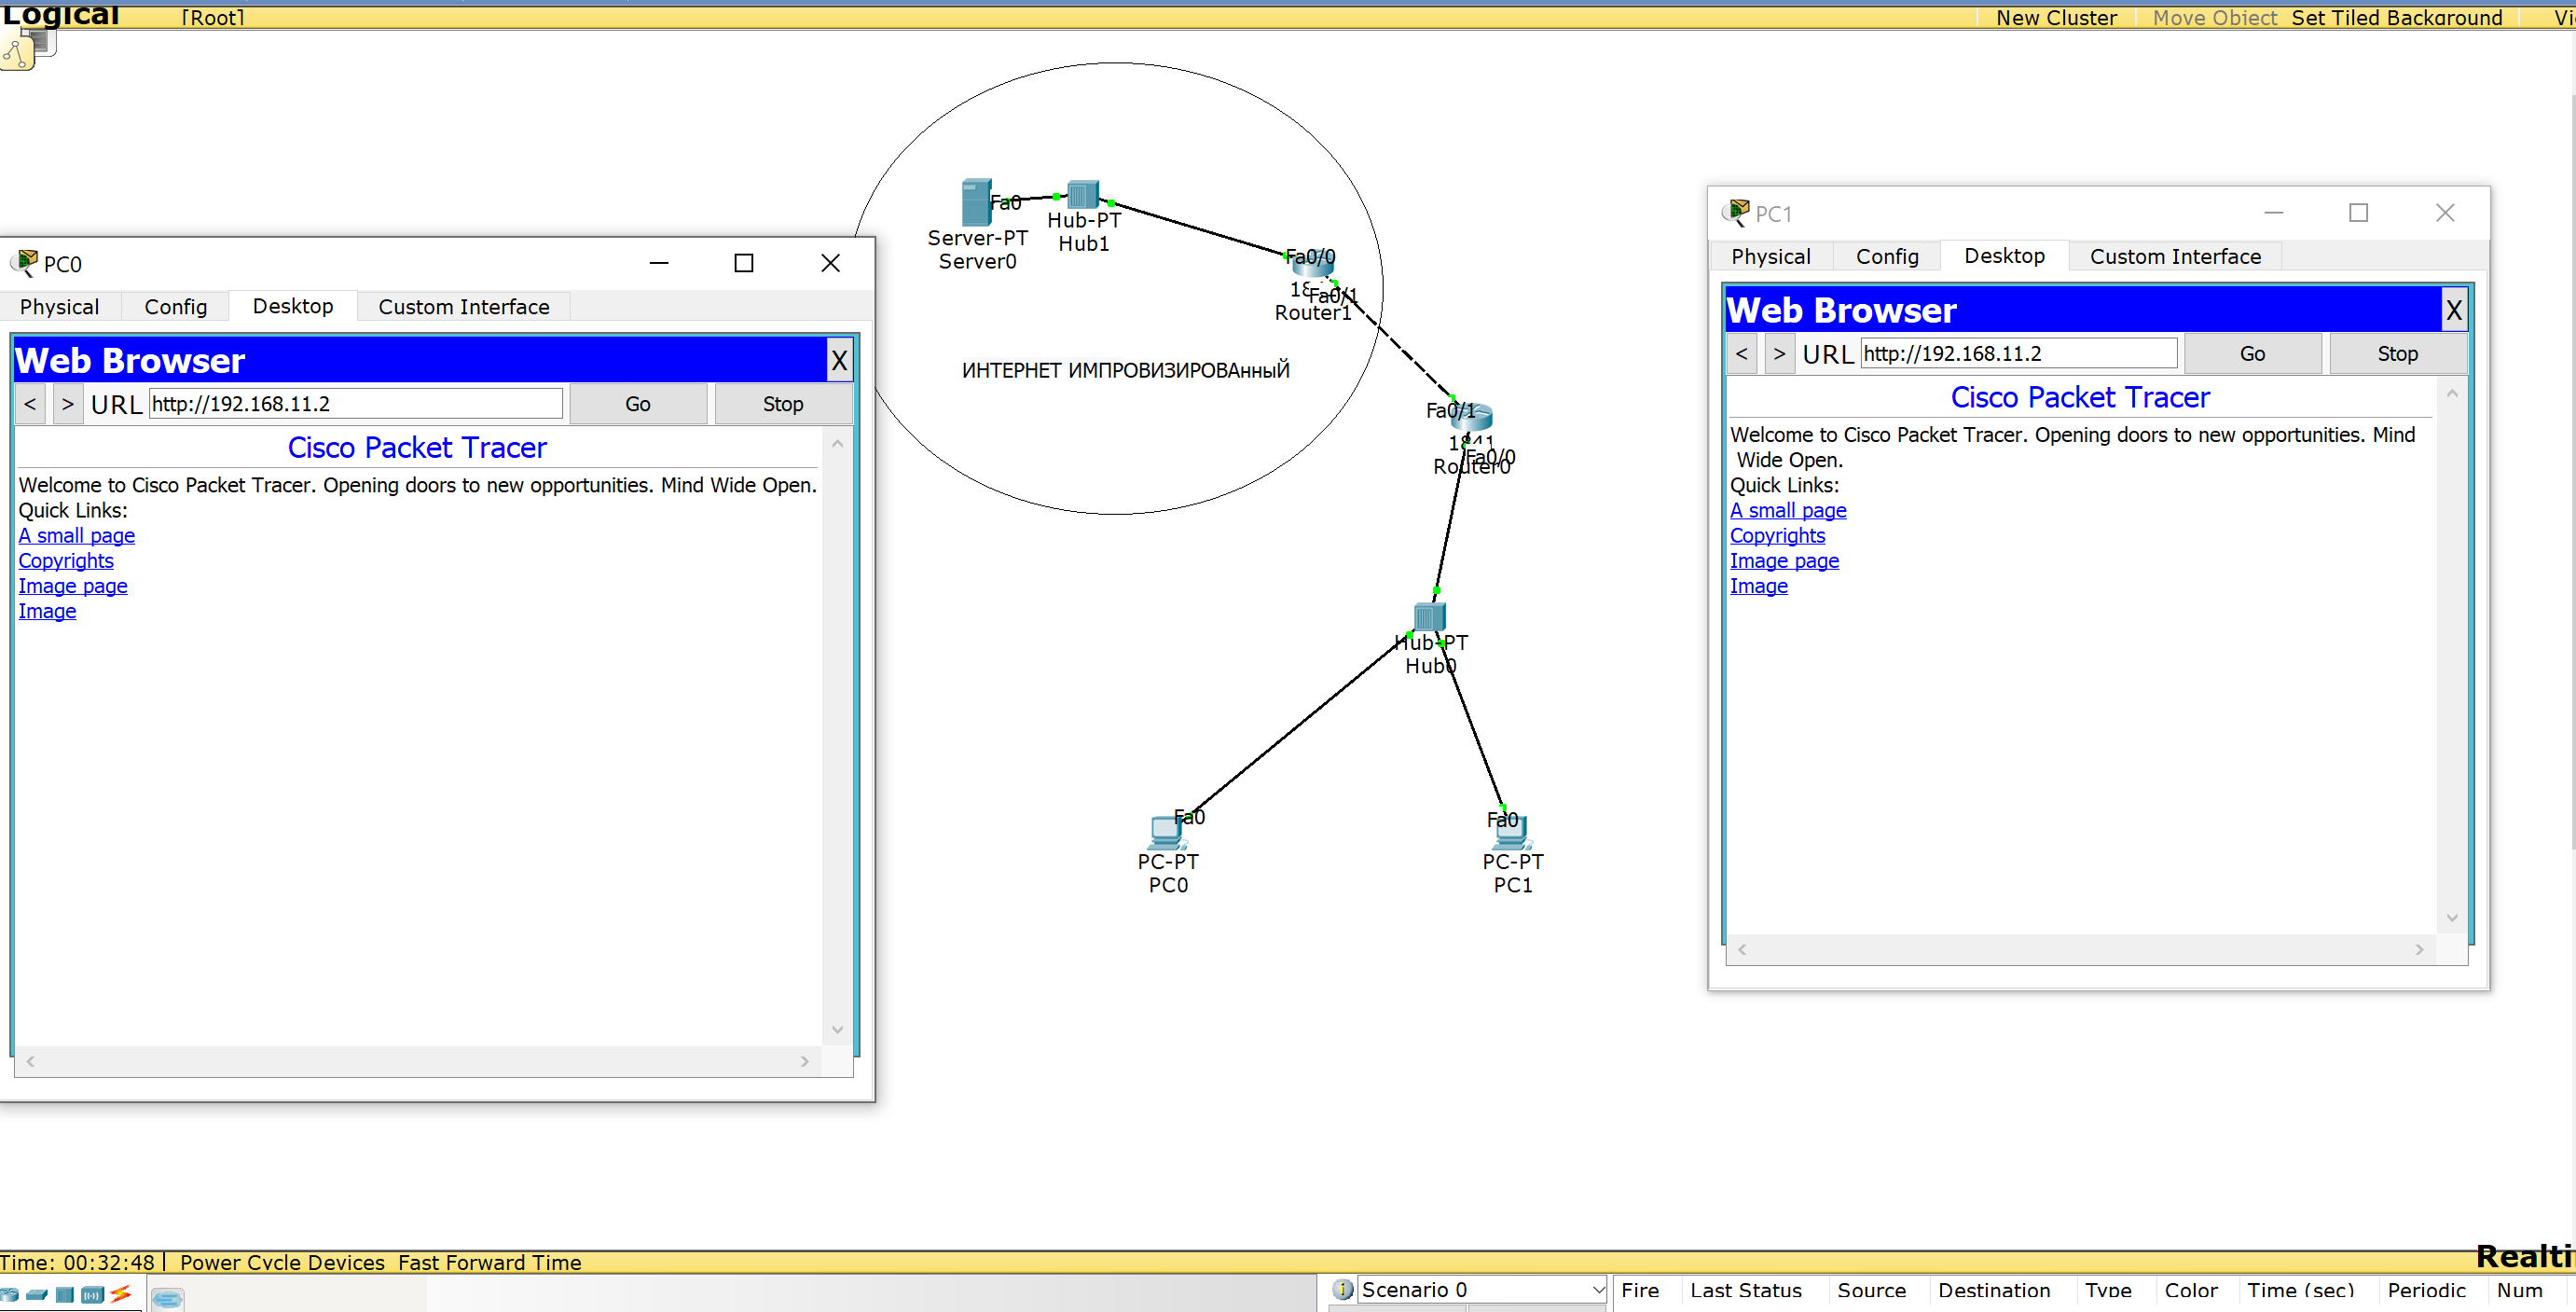 Logical [Root] New Cluster Move Object Set Tiled Background
Fa0
Hub-PT
Hub1
Server-PT
Server0
Fa0/0
Fa0/1
Router1
ИНТЕРНЕТ ИМПРОВИЗИРОВАнныЙ
Fa0/1
1841
Fa0/0
Router0
Hub-PT
Hub0
Fa0
PC-PT
PC0
Fa0
PC-PT
PC1
PC0
Physical Config Desktop Custom Interface
Web Browser X
< > URL http://192.168.11.2 Go Stop
Cisco Packet Tracer
Welcome to Cisco Packet Tracer. Opening doors to new opportunities. Mind Wide Open.
Quick Links:
A small page
Copyrights
Image page
Image
PC1
Physical Config Desktop Custom Interface
Web Browser X
< > URL http://192.168.11.2 Go Stop
Cisco Packet Tracer
Welcome to Cisco Packet Tracer. Opening doors to new opportunities. Mind
Wide Open.
Quick Links:
A small page
Copyrights
Image page
Image
Time: 00:32:48 Power Cycle Devices Fast Forward Time Realti
Scenario 0 Fire Last Status Source Destination Type Color Time (sec) Periodic Num